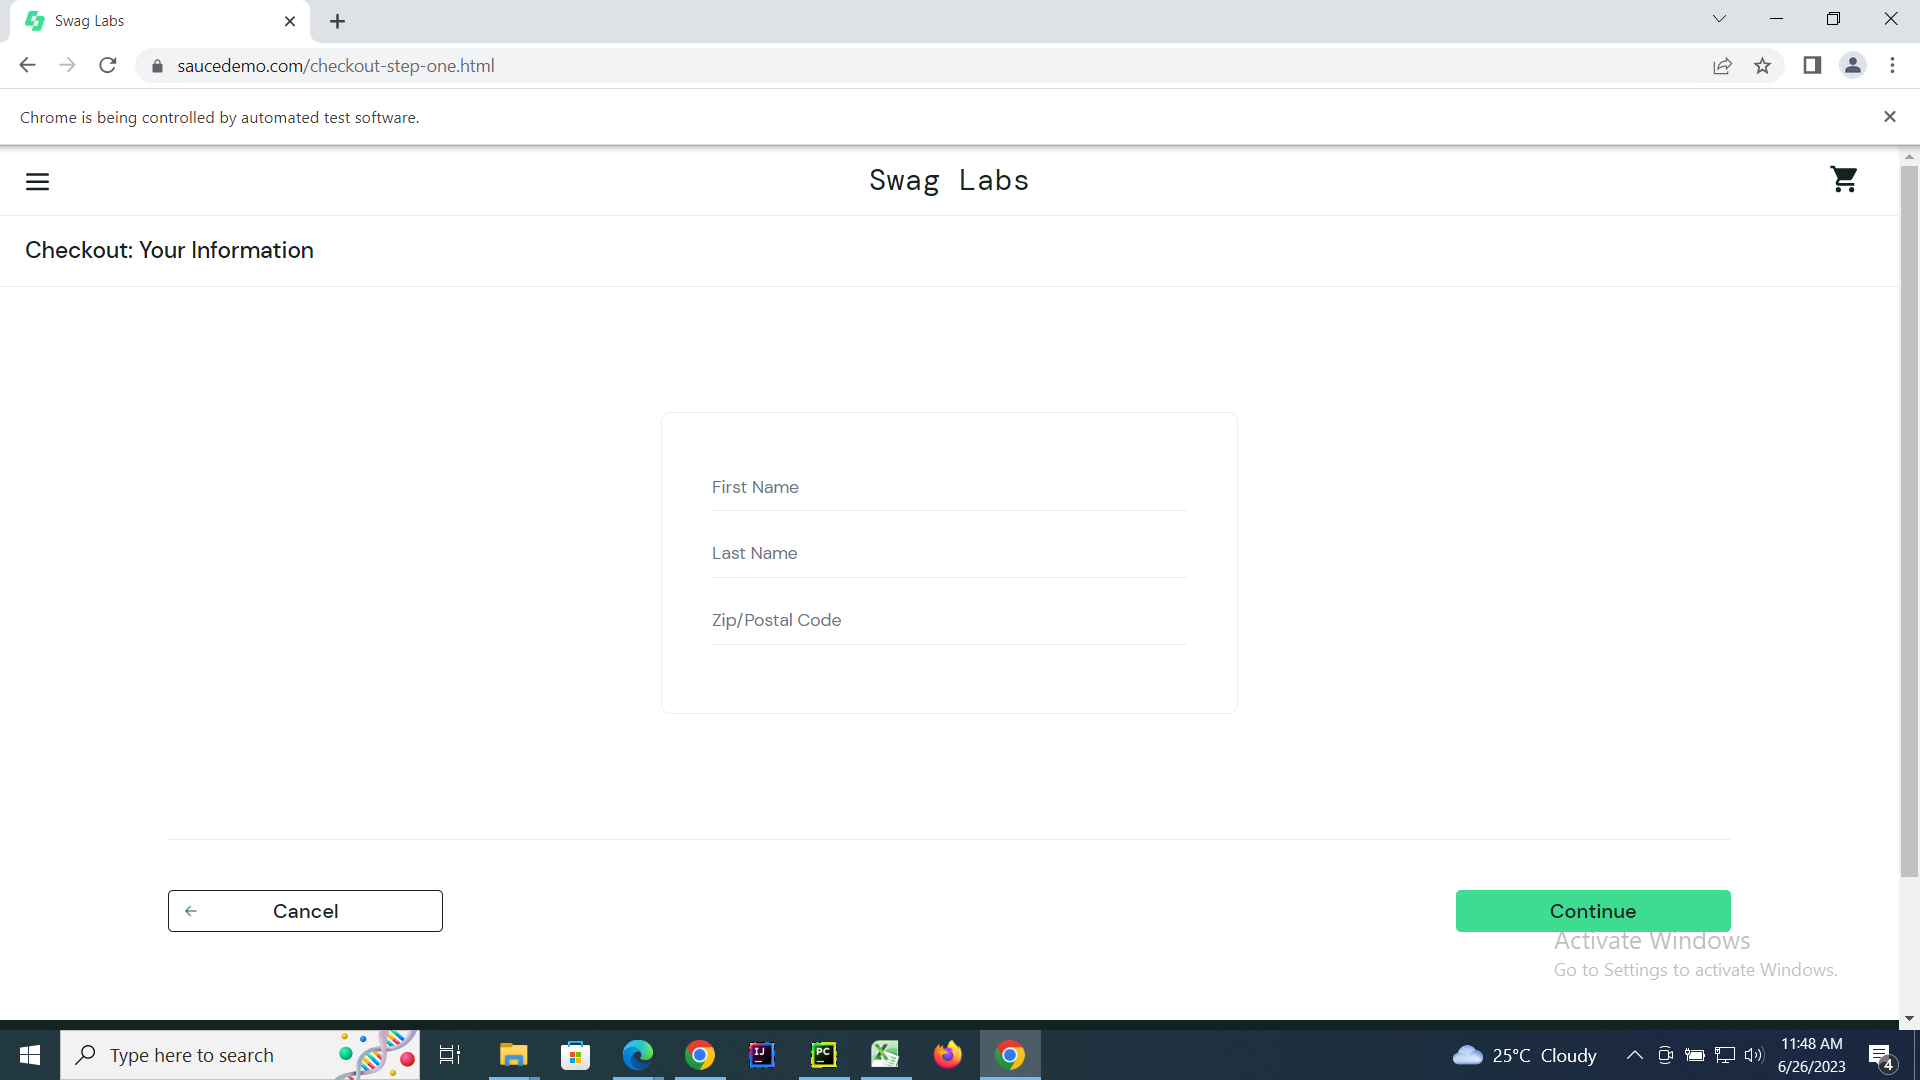 Swag Labs
saucedemo.com/checkout-step-one.html
Chrome is being controlled by automated test software.
Swag Labs
Checkout: Your Information
First Name
Last Name
Zip/Postal Code
Cancel
Continue
Activate Windows
Go to Settings to activate Windows.
Type here to search
IJ
PC
25°C Cloudy
11:48 AM
6/26/2023
4